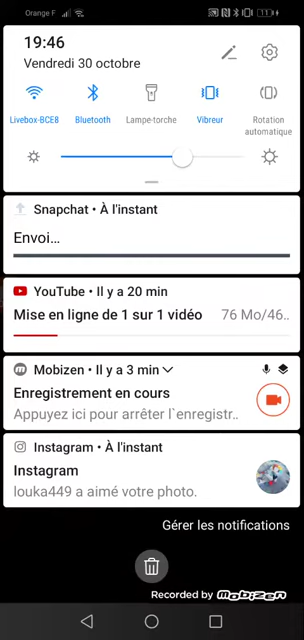 Orange F
11
19:46
Vendredi 30 octobre
Livebox-BCE8
Bluetooth
Lampe-torche
Vibreur
Rotation
automatique
Snapchat • À l'instant
Envoi...
YouTube • Il y a 20 min
Mise en ligne de 1 sur 1 vidéo 76 Mo/46..
Mobizen • Il y a 3 min
Enregistrement en cours
Appuyez ici pour arrêter l`enregistr..
Instagram • À l'instant
Instagram
louka449 a aimé votre photo.
Gérer les notifications
Recorded by Mobizen